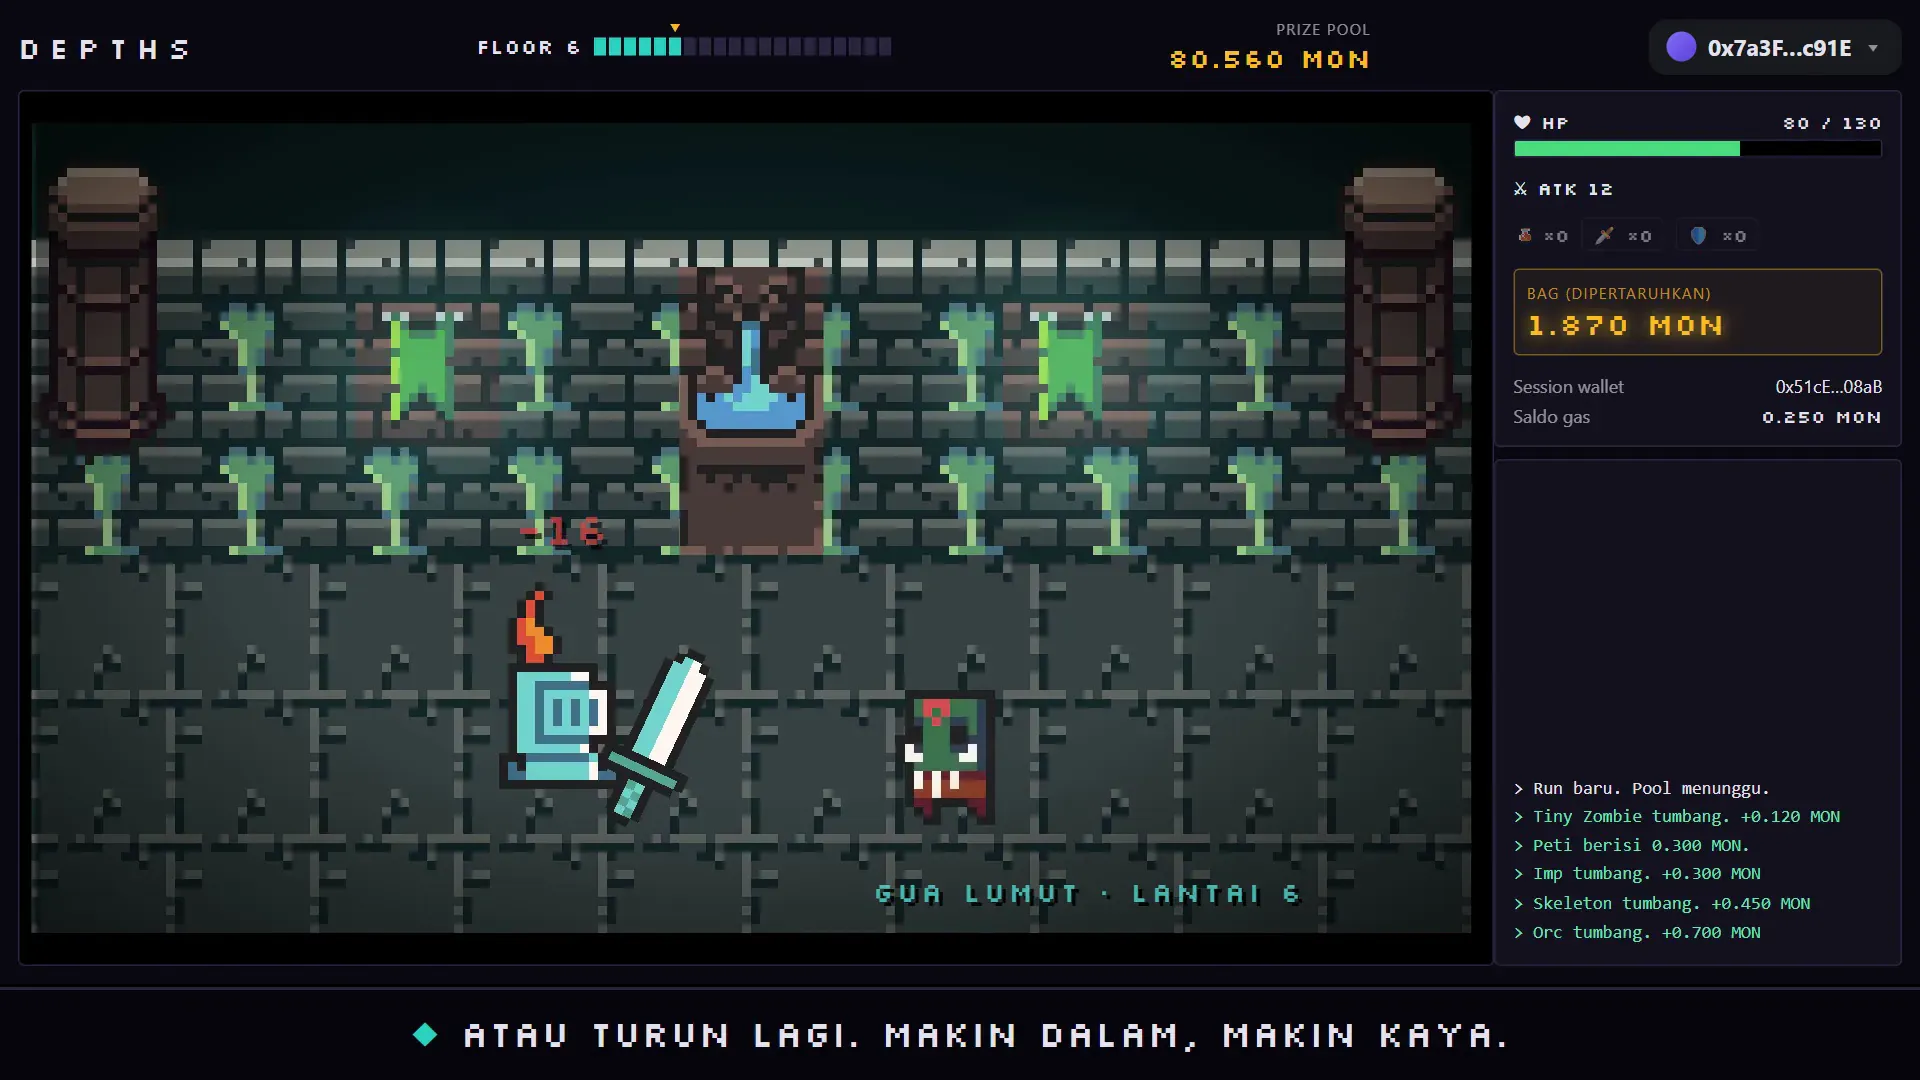 DEPTHS
FLOOR 6
PRIZE POOL
80.560 MON
0x7a3F...c91E
HP 80 / 130
ATK 12
×0 ×0 ×0
BAG (DIPERTARUHKAN)
1.870 MON
Session wallet 0x51cE...08aB
Saldo gas 0.250 MON
-16
GUA LUMUT · LANTAI 6
> Run baru. Pool menunggu.
> Tiny Zombie tumbang. +0.120 MON
> Peti berisi 0.300 MON.
> Imp tumbang. +0.300 MON
> Skeleton tumbang. +0.450 MON
> Orc tumbang. +0.700 MON
ATAU TURUN LAGI. MAKIN DALAM, MAKIN KAYA.